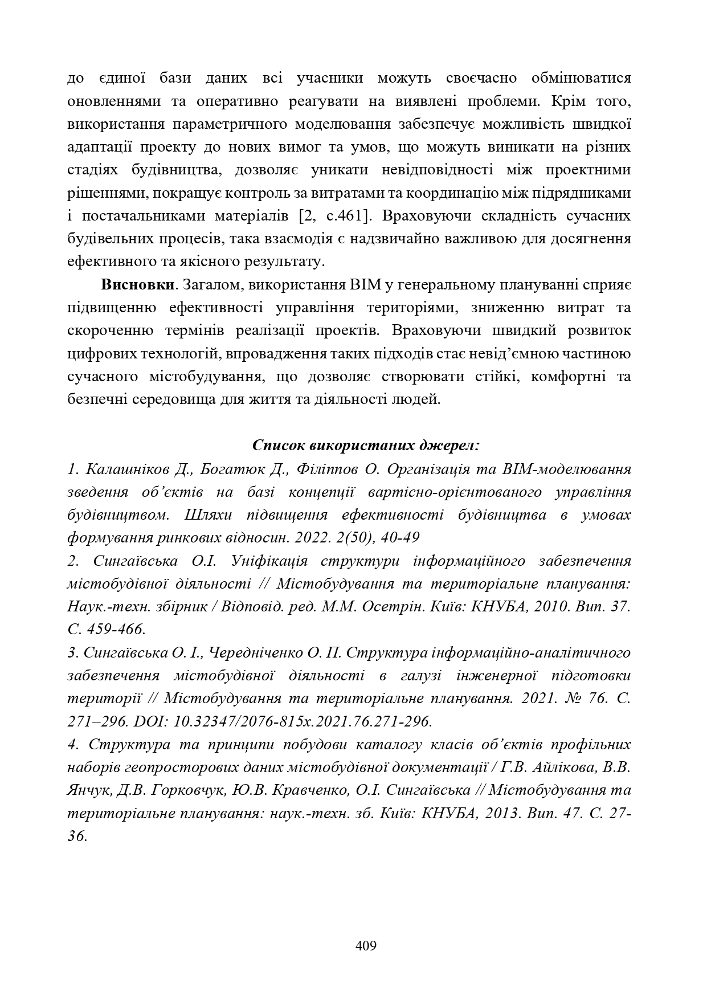 до єдиної бази даних всі учасники можуть своєчасно обмінюватися
оновленнями та оперативно реагувати на виявлені проблеми. Крім того,
використання параметричного моделювання забезпечує можливість швидкої
адаптації проекту до нових вимог та умов, що можуть виникати на різних
стадіях будівництва, дозволяє уникати невідповідності між проектними
рішеннями, покращує контроль за витратами та координацію між підрядниками
і постачальниками матеріалів [2, с.461]. Враховуючи складність сучасних
будівельних процесів, така взаємодія є надзвичайно важливою для досягнення
ефективного та якісного результату.
Висновки. Загалом, використання BIM у генеральному плануванні сприяє
підвищенню ефективності управління територіями, зниженню витрат та
скороченню термінів реалізації проектів. Враховуючи швидкий розвиток
цифрових технологій, впровадження таких підходів стає невід’ємною частиною
сучасного містобудування, що дозволяє створювати стійкі, комфортні та
безпечні середовища для життя та діяльності людей.
Список використаних джерел:
1. Калашніков Д., Богатюк Д., Філіппов О. Організація та BIM-моделювання
зведення об’єктів на базі концепції вартісно-орієнтованого управління
будівництвом. Шляхи підвищення ефективності будівництва в умовах
формування ринкових відносин. 2022. 2(50), 40-49
2. Сингаївська О.І. Уніфікація структури інформаційного забезпечення
містобудівної діяльності // Містобудування та територіальне планування:
Наук.-техн. збірник / Відповід. ред. М.М. Осетрін. Київ: КНУБА, 2010. Вип. 37.
С. 459-466.
3. Сингаївська О. І., Чередніченко О. П. Структура інформаційно-аналітичного
забезпечення містобудівної діяльності в галузі інженерної підготовки
території // Містобудування та територіальне планування. 2021. № 76. С.
271–296. DOI: 10.32347/2076-815x.2021.76.271-296.
4. Структура та принципи побудови каталогу класів об’єктів профільних
наборів геопросторових даних містобудівної документації / Г.В. Айлікова, В.В.
Янчук, Д.В. Горковчук, Ю.В. Кравченко, О.І. Сингаївська // Містобудування та
територіальне планування: наук.-техн. зб. Київ: КНУБА, 2013. Вип. 47. С. 27-
36.
409